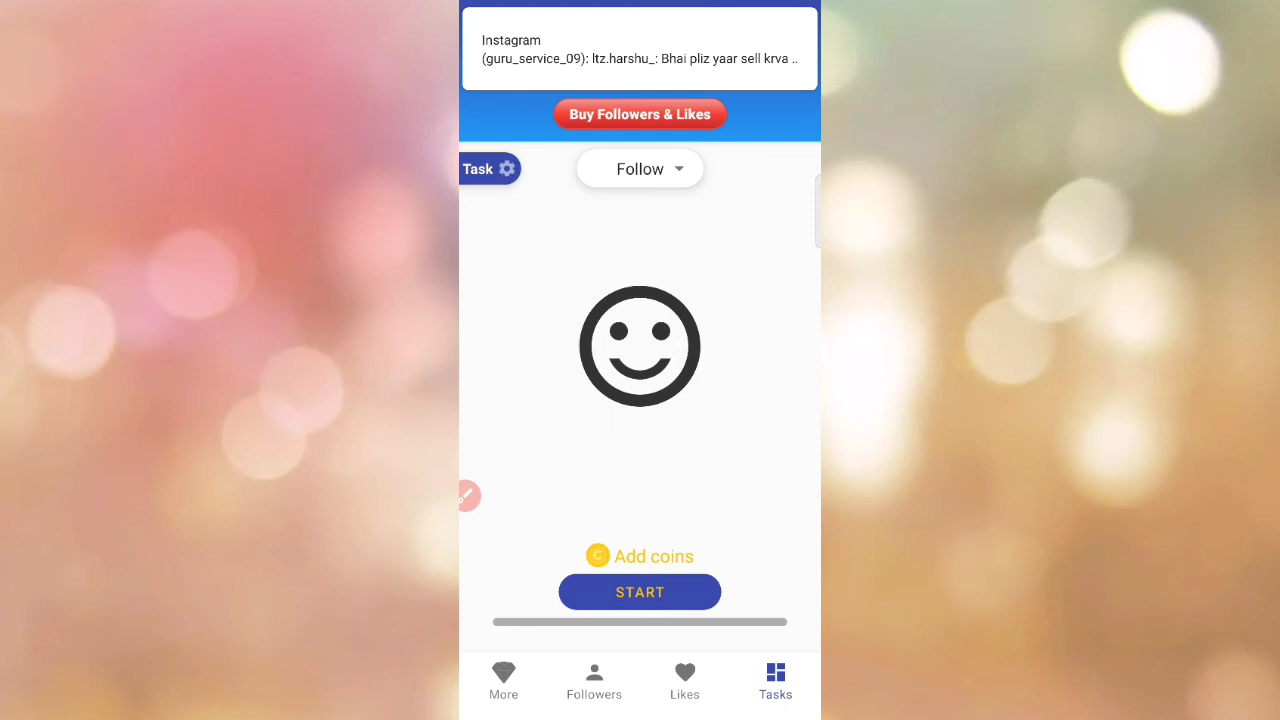 Instagram
(guru_service_09): ltz.harshu_: Bhai pliz yaar sell krva ..
Buy Followers & Likes
Task
Follow
Add coins
START
More
Followers
Likes
Tasks